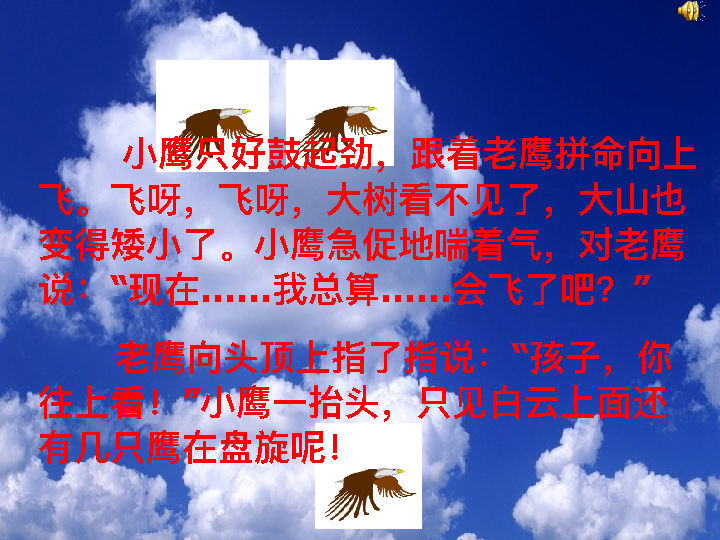 小鹰只好鼓起劲，跟着老鹰拼命向上
飞。飞呀，飞呀，大树看不见了，大山也
变得矮小了。小鹰急促地喘着气，对老鹰
说：“现在……我总算……会飞了吧？”
老鹰向头顶上指了指说：“孩子，你
往上看！”小鹰一抬头，只见白云上面还
有几只鹰在盘旋呢！